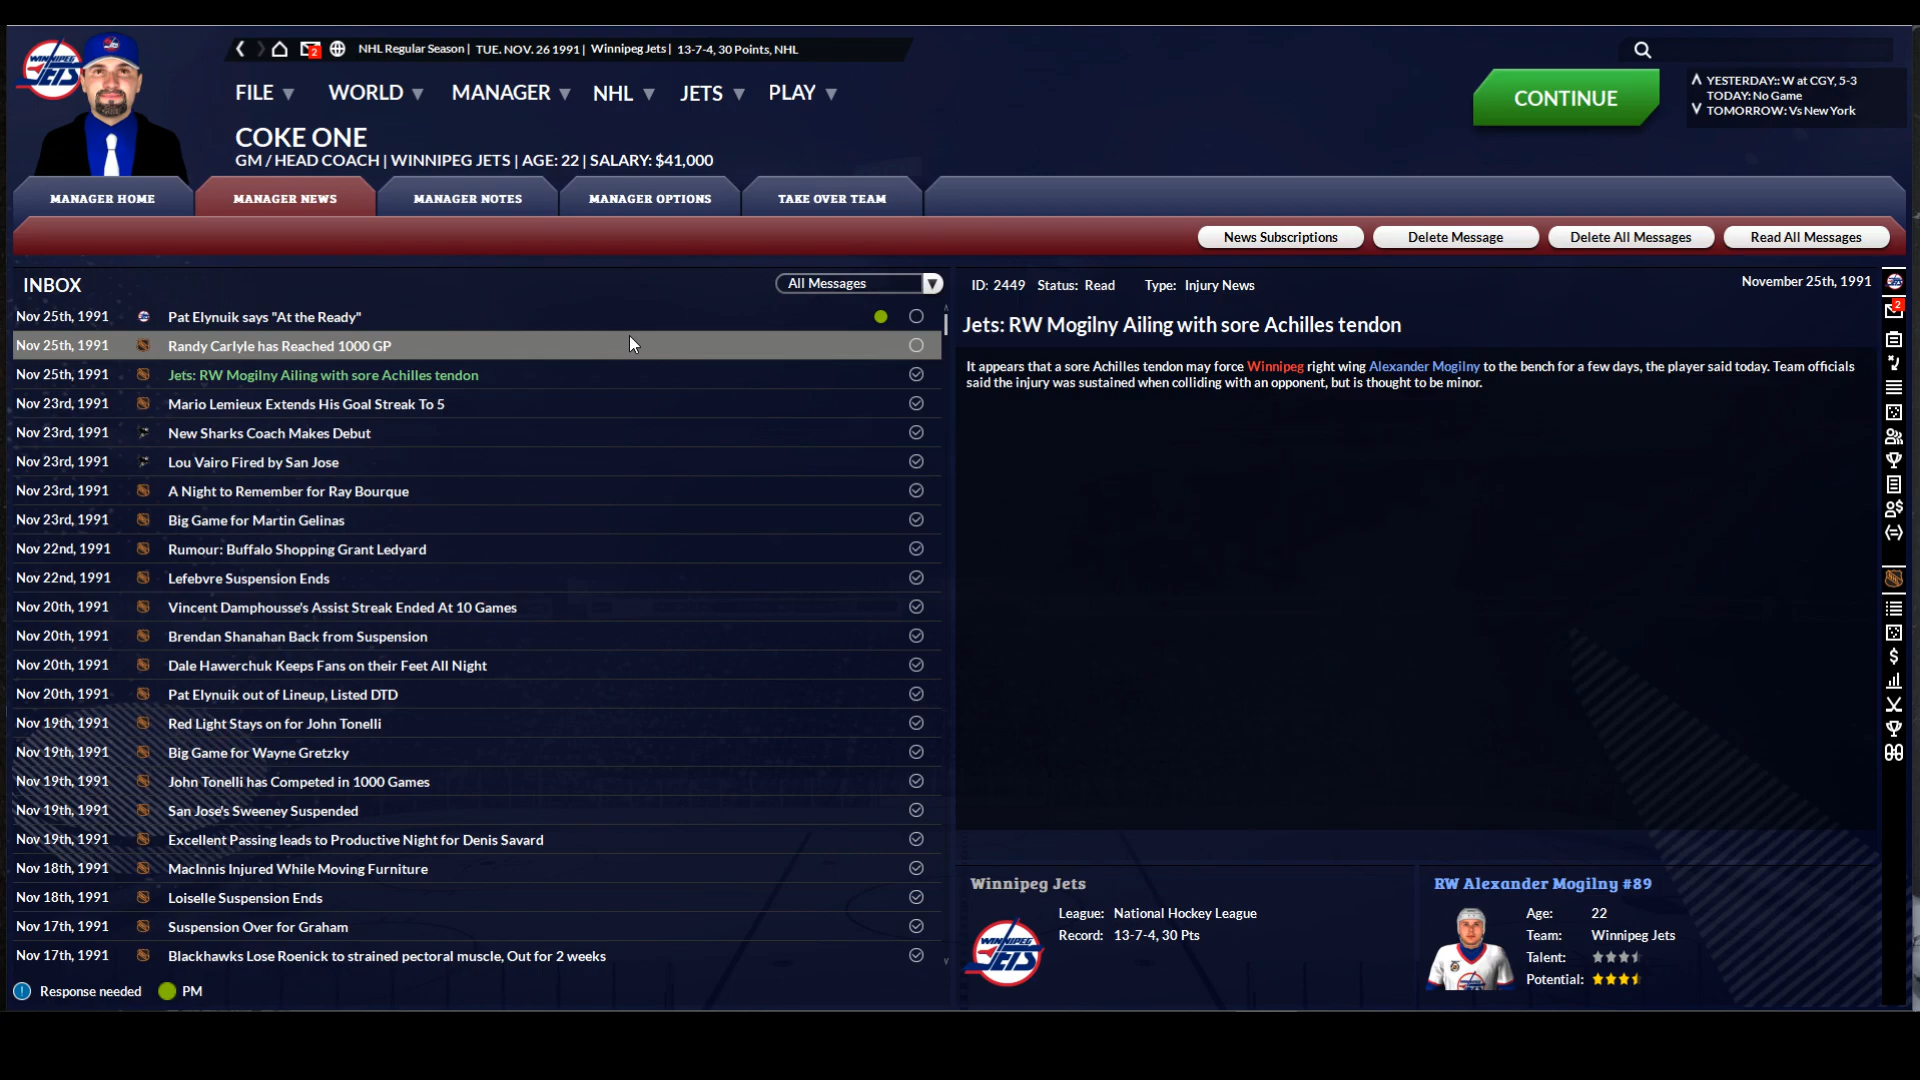 NHL Regular Season | TUE. NOV. 26 1991 | Winnipeg Jets | 13-7-4, 30 Points, NHL
FILE WORLD MANAGER NHL JETS PLAY
CONTINUE
YESTERDAY:: W at CGY, 5-3
TODAY: No Game
TOMORROW: Vs New York
COKE ONE
GM / HEAD COACH | WINNIPEG JETS | AGE: 22 | SALARY: $41,000
MANAGER HOME MANAGER NEWS MANAGER NOTES MANAGER OPTIONS TAKE OVER TEAM
News Subscriptions Delete Message Delete All Messages Read All Messages
INBOX All Messages
Nov 25th, 1991 Pat Elynuik says "At the Ready"
Nov 25th, 1991 Randy Carlyle has Reached 1000 GP
Nov 25th, 1991 Jets: RW Mogilny Ailing with sore Achilles tendon
Nov 23rd, 1991 Mario Lemieux Extends His Goal Streak To 5
Nov 23rd, 1991 New Sharks Coach Makes Debut
Nov 23rd, 1991 Lou Vairo Fired by San Jose
Nov 23rd, 1991 A Night to Remember for Ray Bourque
Nov 23rd, 1991 Big Game for Martin Gelinas
Nov 22nd, 1991 Rumour: Buffalo Shopping Grant Ledyard
Nov 22nd, 1991 Lefebvre Suspension Ends
Nov 20th, 1991 Vincent Damphousse's Assist Streak Ended At 10 Games
Nov 20th, 1991 Brendan Shanahan Back from Suspension
Nov 20th, 1991 Dale Hawerchuk Keeps Fans on their Feet All Night
Nov 20th, 1991 Pat Elynuik out of Lineup, Listed DTD
Nov 19th, 1991 Red Light Stays on for John Tonelli
Nov 19th, 1991 Big Game for Wayne Gretzky
Nov 19th, 1991 John Tonelli has Competed in 1000 Games
Nov 19th, 1991 San Jose's Sweeney Suspended
Nov 19th, 1991 Excellent Passing leads to Productive Night for Denis Savard
Nov 18th, 1991 MacInnis Injured While Moving Furniture
Nov 18th, 1991 Loiselle Suspension Ends
Nov 17th, 1991 Suspension Over for Graham
Nov 17th, 1991 Blackhawks Lose Roenick to strained pectoral muscle, Out for 2 weeks
Response needed PM
ID: 2449 Status: Read Type: Injury News
November 25th, 1991
Jets: RW Mogilny Ailing with sore Achilles tendon
It appears that a sore Achilles tendon may force Winnipeg right wing Alexander Mogilny to the bench for a few days, the player said today. Team officials
said the injury was sustained when colliding with an opponent, but is thought to be minor.
Winnipeg Jets
WINNIPEG
JETS
League: National Hockey League
Record: 13-7-4, 30 Pts
RW Alexander Mogilny #89
Age: 22
Team: Winnipeg Jets
Talent:
Potential:
2
2
WINNIPEG
JETS